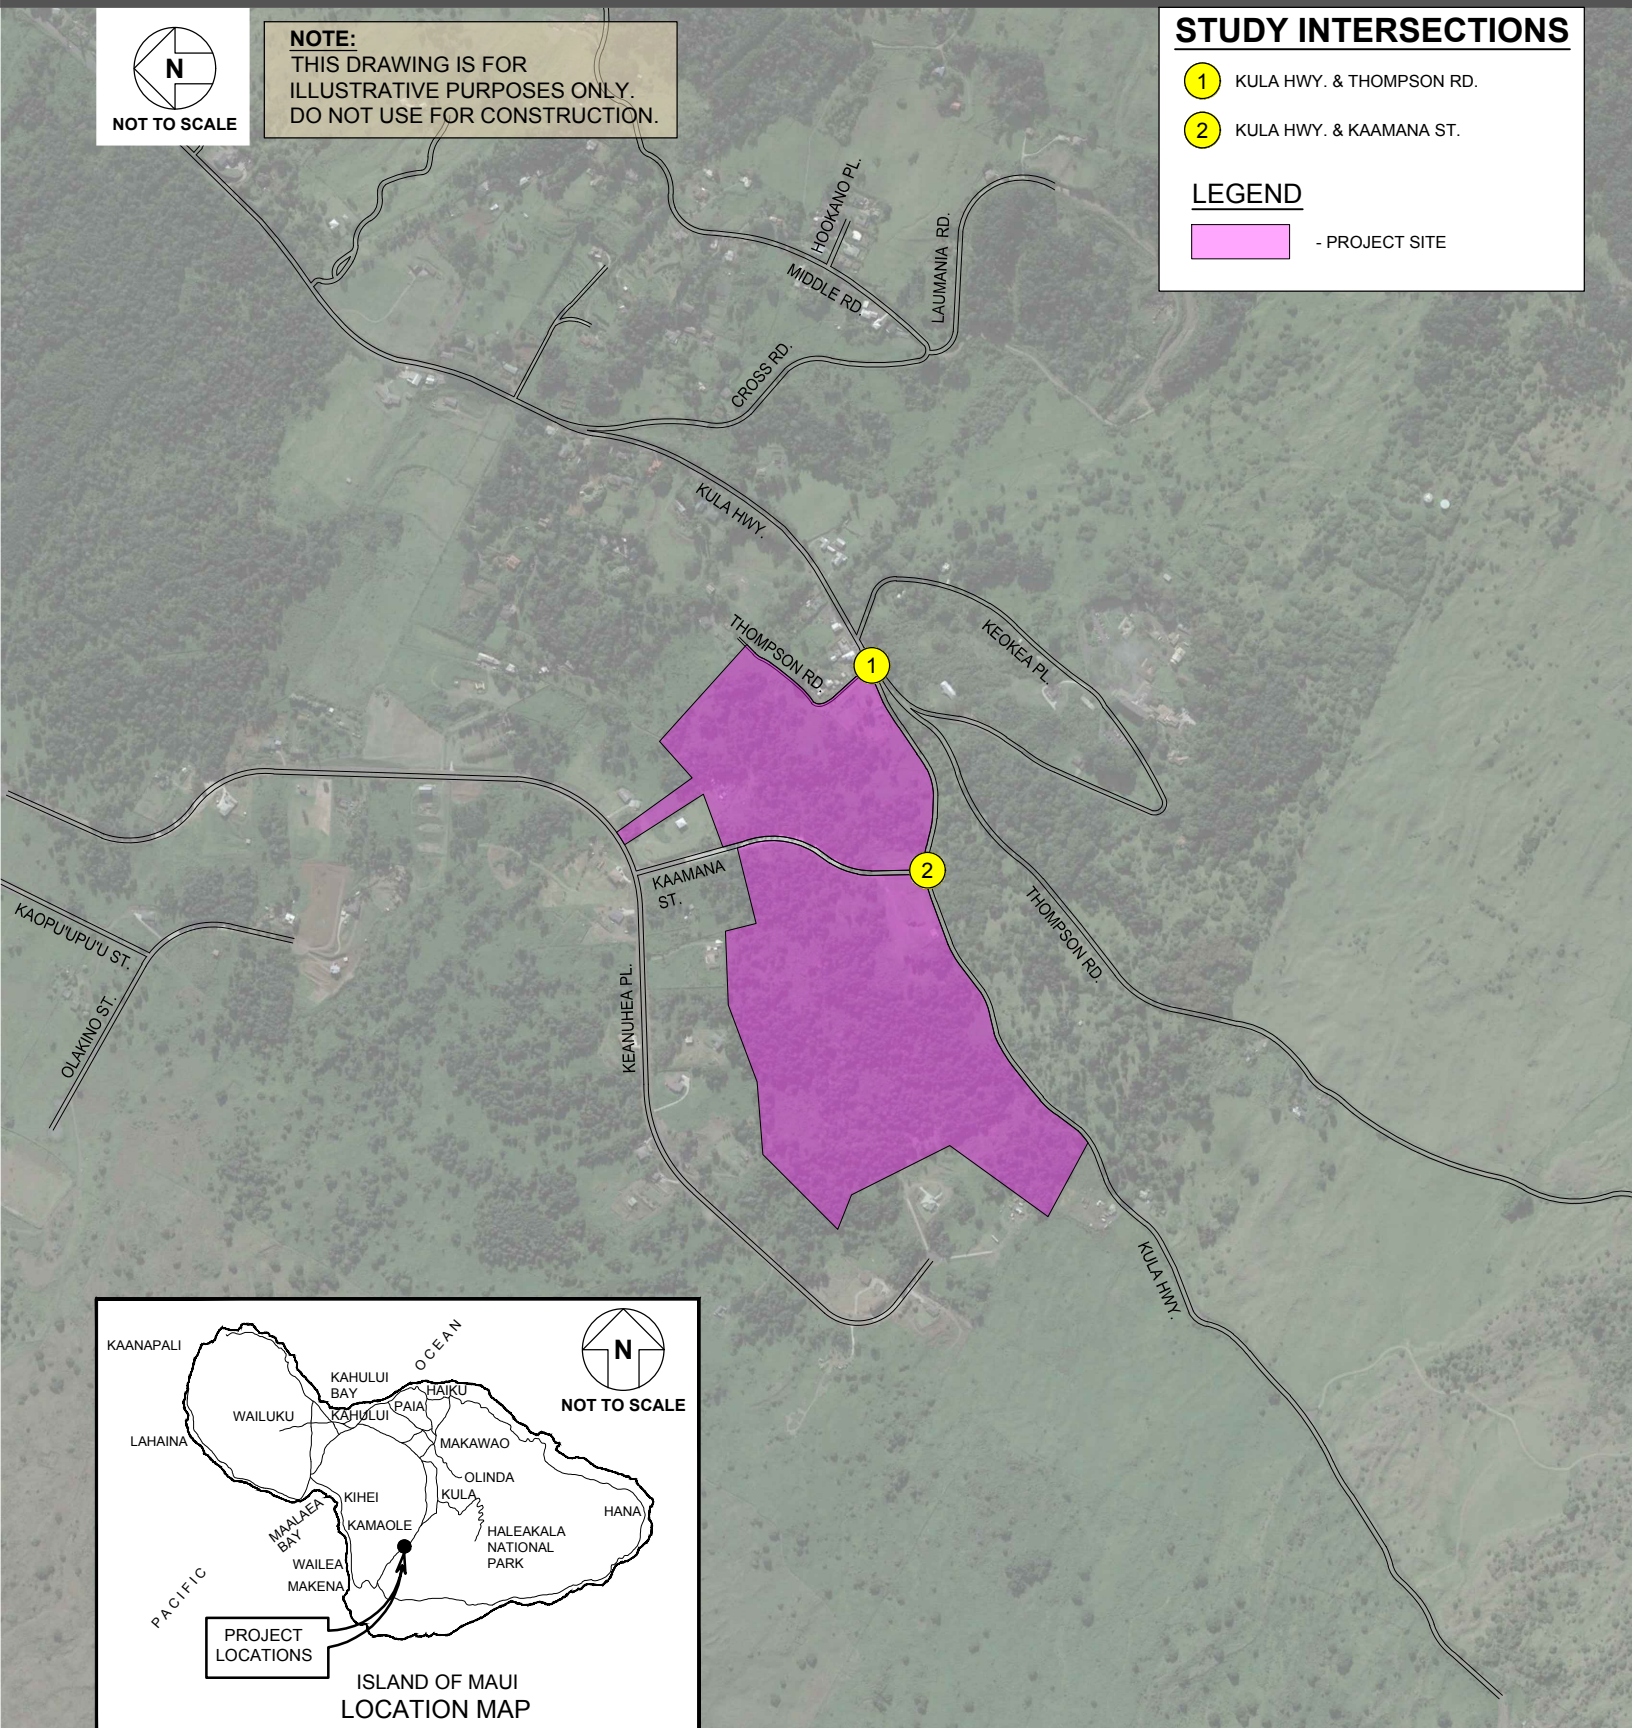 N
NOT TO SCALE
NOTE:
THIS DRAWING IS FOR
ILLUSTRATIVE PURPOSES ONLY.
DO NOT USE FOR CONSTRUCTION.
STUDY INTERSECTIONS
1 KULA HWY. & THOMPSON RD.
2 KULA HWY. & KAAMANA ST.
LEGEND
- PROJECT SITE
HOOKANO PL.
LAUMANIA RD.
MIDDLE RD.
CROSS RD.
KULA HWY.
THOMPSON RD.
1
KEOKEA PL.
2
KAAMANA
ST.
THOMPSON RD.
KAOPU'UPU'U ST.
OLAKINO ST.
KEANUHEA PL.
KULA HWY.
N
NOT TO SCALE
OCEAN
KAANAPALI
KAHULUI
BAY
HAIKU
PAIA
KAHULUI
WAILUKU
LAHAINA
MAKAWAO
OLINDA
KULA
KIHEI
HANA
MAALAEA
BAY
KAMAOLE
HALEAKALA
NATIONAL
PARK
WAILEA
MAKENA
PACIFIC
PROJECT
LOCATIONS
ISLAND OF MAUI
LOCATION MAP